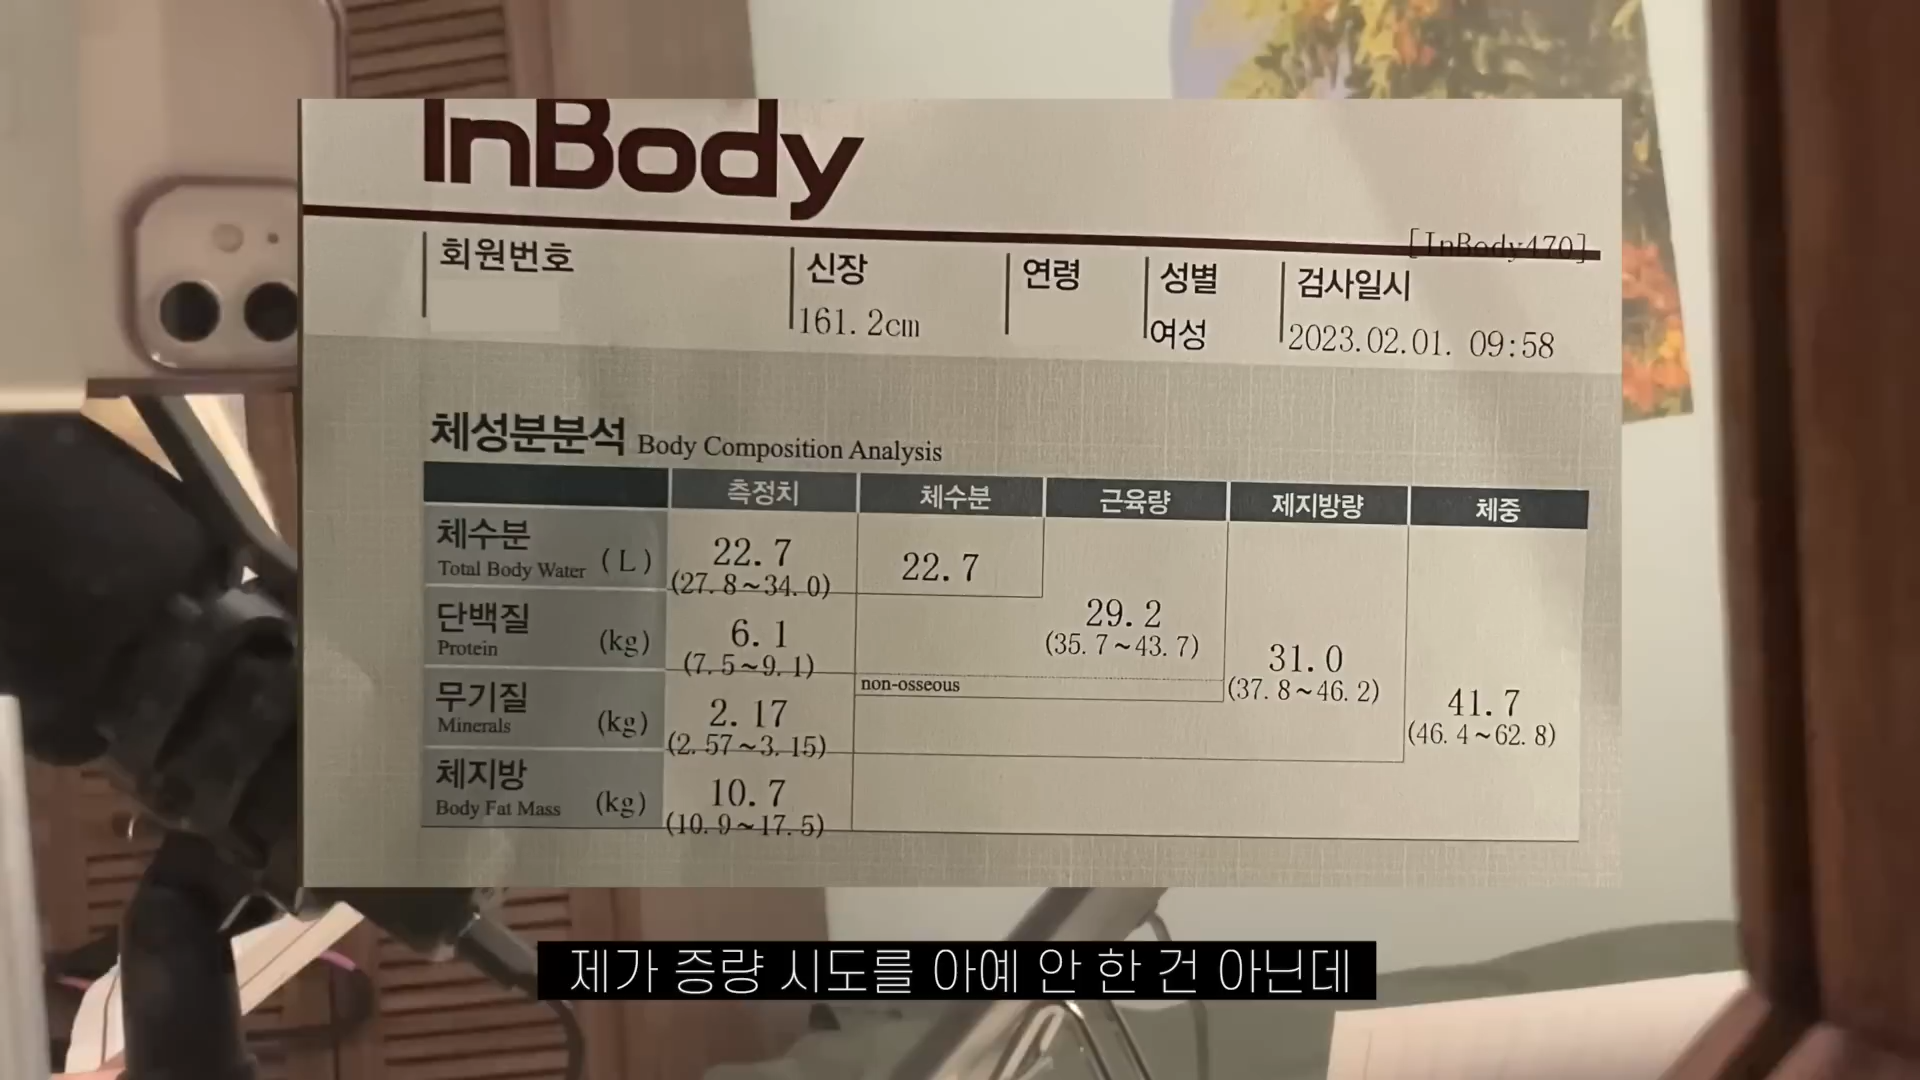 InBody
[InBody470]
회원번호 신장 연령 성별 검사일시
161.2cm 여성 2023.02.01. 09:58
체성분분석 Body Composition Analysis
측정치 체수분 근육량 제지방량 체중
체수분 Total Body Water (L) 22.7 (27.8~34.0) 22.7
단백질 Protein (kg) 6.1 (7.5~9.1) 29.2 (35.7~43.7)
non-osseous
무기질 Minerals (kg) 2.17 (2.57~3.15) 31.0 (37.8~46.2)
체지방 Body Fat Mass (kg) 10.7 (10.9~17.5) 41.7 (46.4~62.8)
제가 증량 시도를 아예 안 한 건 아닌데